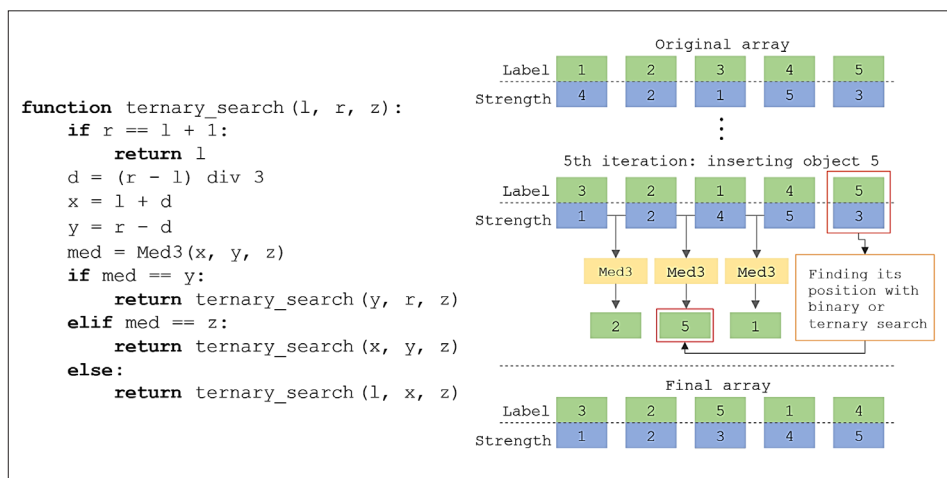 function ternary_search(l, r, z):
if r == l + 1:
return l
d = (r - l) div 3
x = l + d
y = r - d
med = Med3(x, y, z)
if med == y:
return ternary_search(y, r, z)
elif med == z:
return ternary_search(x, y, z)
else:
return ternary_search(l, x, z)
Original array
Label 1 2 3 4 5
Strength 4 2 1 5 3
⋮
5th iteration: inserting object 5
Label 3 2 1 4 5
Strength 1 2 4 5 3
Med3 Med3 Med3
Finding its
position with
binary or
ternary search
2 5 1
Final array
Label 3 2 5 1 4
Strength 1 2 3 4 5